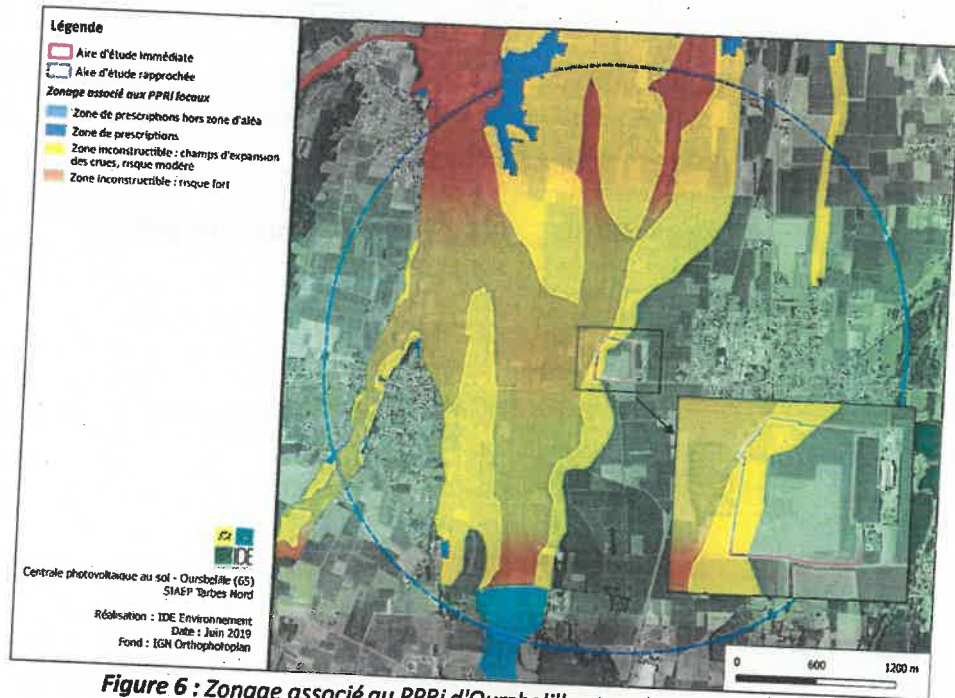 Légende
Aire d'étude immédiate
Aire d'étude rapprochée
Zonage associé aux PPRi locaux
Zone de prescriptions hors zone d'aléa
Zone de prescriptions
Zone inconstructible : champs d'expansion
des crues, risque modéré
Zone inconstructible : risque fort
IDE
Centrale photovoltaïque au sol - Oursbelille (65)
SIAEP Tarbes Nord
Réalisation : IDE Environnement
Date : Juin 2019
Fond : IGN Orthophotoplan
0 600 1200 m
Figure 6 : Zonage associé au PPRi d'Oursbelille